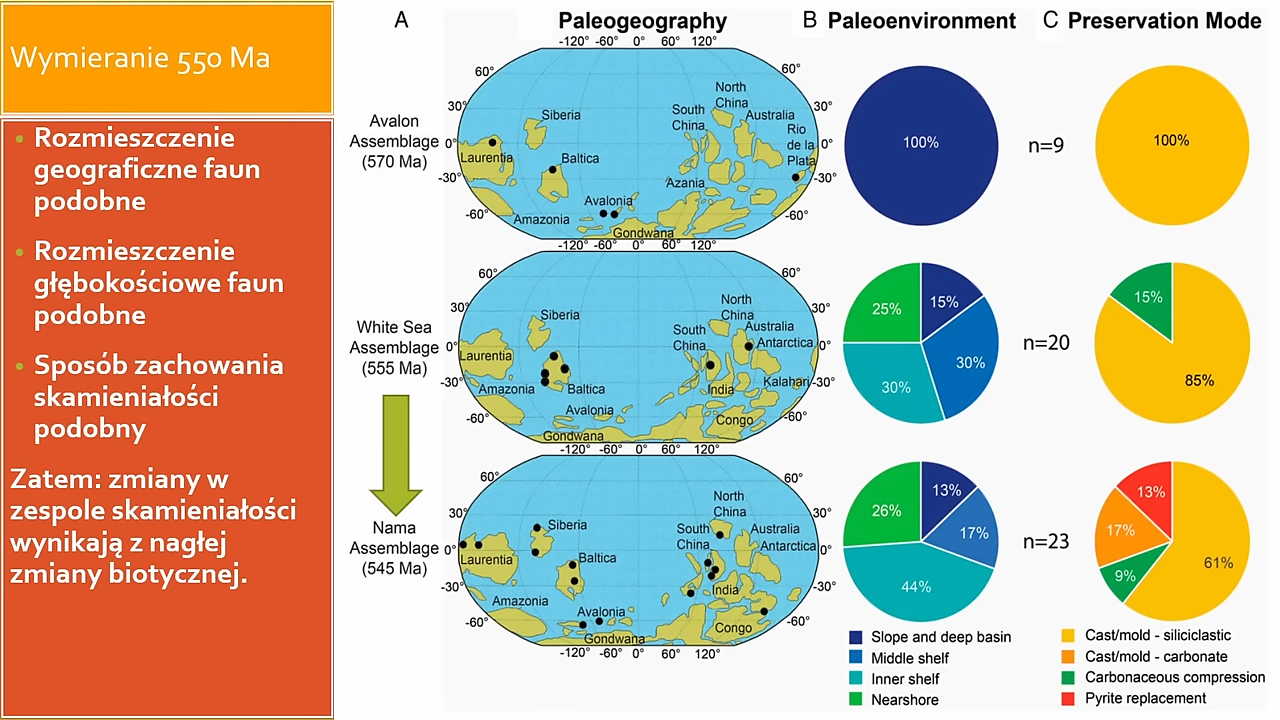 Wymieranie 550 Ma
• Rozmieszczenie
geograficzne faun
podobne
• Rozmieszczenie
głębokościowe faun
podobne
• Sposób zachowania
skamieniałości
podobny
Zatem: zmiany w
zespole skamieniałości
wynikają z nagłej
zmiany biotycznej.
A Paleogeography
B Paleoenvironment
C Preservation Mode
Avalon
Assemblage
(570 Ma)
-120° -60° 0° 60° 120°
60° 60°
30° 30°
0° 0°
-30° -30°
-60° -60°
Siberia
Laurentia
Baltica
Amazonia
Avalonia
Gondwana
Azania
South
China
North
China
Australia
Rio
de la
Plata
-120° -60° 0° 60° 120°
100%
n=9
100%
White Sea
Assemblage
(555 Ma)
60° 60°
30° 30°
0° 0°
-30° -30°
-60° -60°
Siberia
Laurentia
Amazonia
Baltica
Avalonia
Gondwana
South
China
North
China
Australia
Antarctica
India
Kalahari
Congo
-120° -60° 0° 60° 120°
25%
15%
30%
30%
n=20
15%
85%
Nama
Assemblage
(545 Ma)
60° 60°
30° 30°
0° 0°
-30° -30°
-60° -60°
Siberia
Laurentia
Baltica
Amazonia
Avalonia
Gondwana
South
China
North
China
Australia
Antarctica
India
Congo
-120° -60° 0° 60° 120°
26%
13%
17%
44%
n=23
13%
17%
9%
61%
Slope and deep basin
Middle shelf
Inner shelf
Nearshore
Cast/mold - siliciclastic
Cast/mold - carbonate
Carbonaceous compression
Pyrite replacement